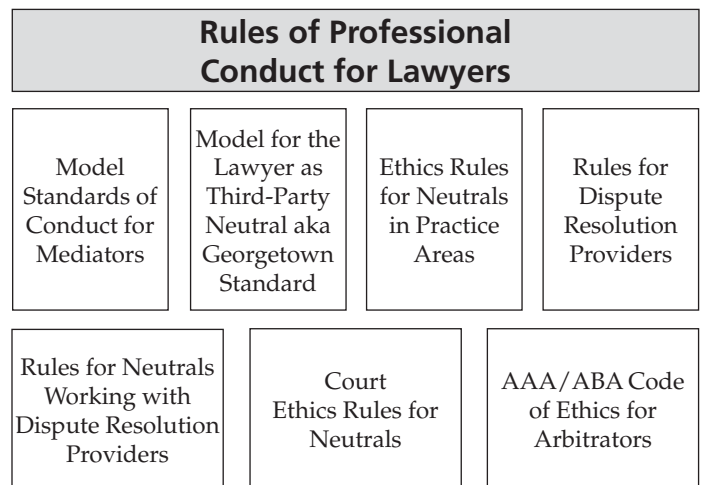 Rules of Professional
Conduct for Lawyers
Model
Standards of
Conduct for
Mediators
Model for the
Lawyer as
Third-Party
Neutral aka
Georgetown
Standard
Ethics Rules
for Neutrals
in Practice
Areas
Rules for
Dispute
Resolution
Providers
Rules for Neutrals
Working with
Dispute Resolution
Providers
Court
Ethics Rules for
Neutrals
AAA/ABA Code
of Ethics for
Arbitrators